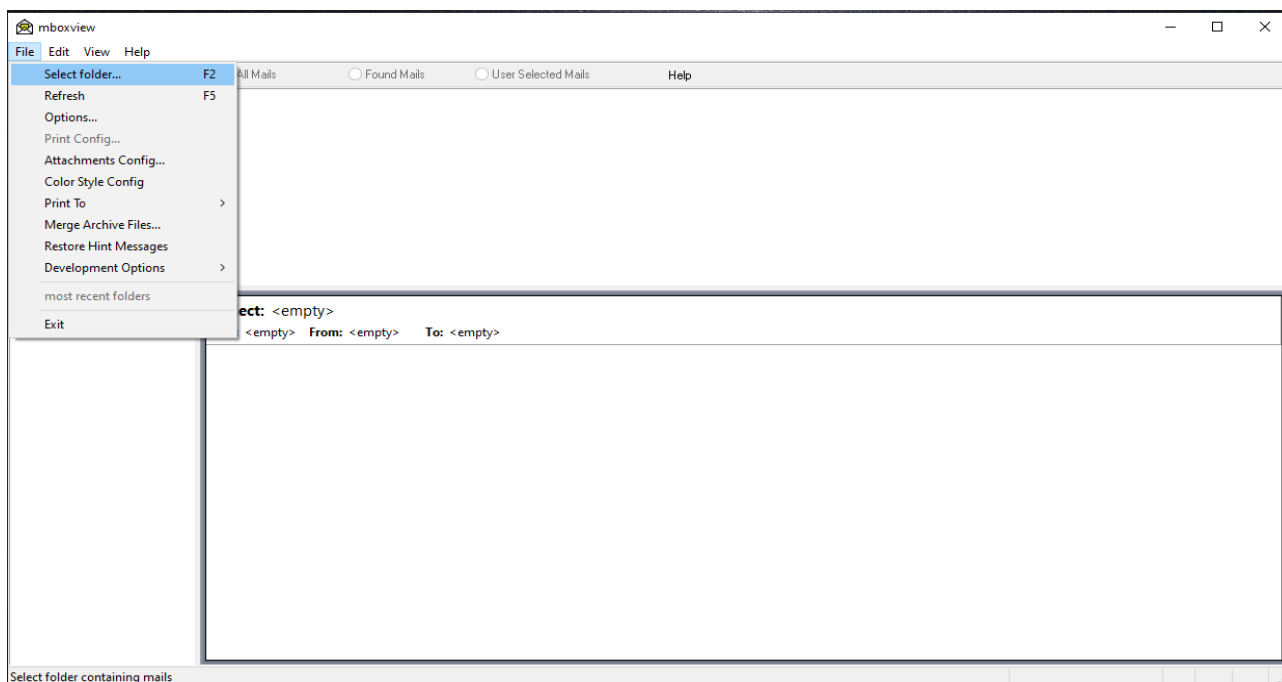 mboxview
File Edit View Help
Select folder... F2
All Mails Found Mails User Selected Mails Help
Refresh F5
Options...
Print Config...
Attachments Config...
Color Style Config
Print To
Merge Archive Files...
Restore Hint Messages
Development Options
most recent folders
Exit
ect: <empty>
: <empty> From: <empty> To: <empty>
Select folder containing mails